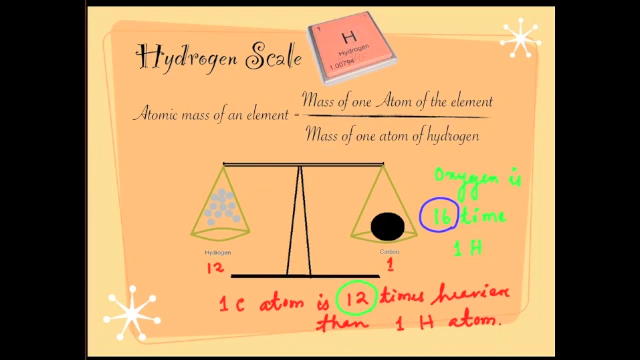 1
H
Hydrogen
1.00794
Hydrogen Scale
Mass of one Atom of the element
Atomic mass of an element =
Mass of one atom of hydrogen
Oxygen is
16 time
1 H
Hydrogen
Carbon
12
1
1 C atom is 12 times heavier
than 1 H atom.